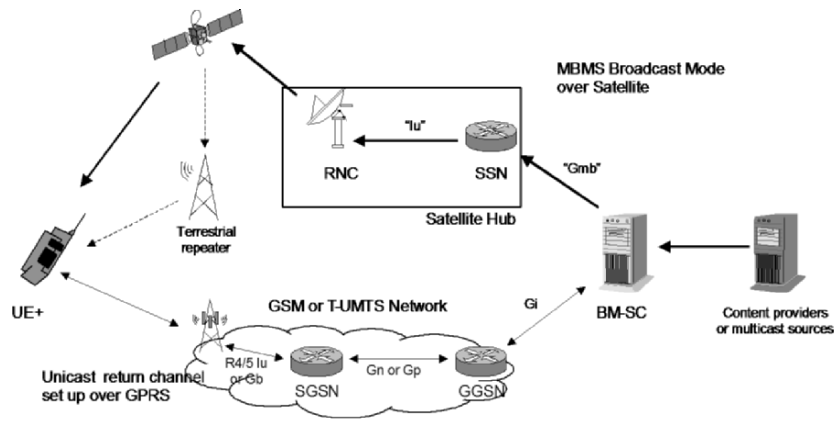 MBMS Broadcast Mode
over Satellite
"Iu"
RNC
SSN
"Gmb"
Satellite Hub
Terrestrial
repeater
UE+
GSM or T-UMTS Network
Gi
BM-SC
Content providers
or multicast sources
R4/5 Iu
or Gb
Gn or Gp
SGSN
GGSN
Unicast return channel
set up over GPRS